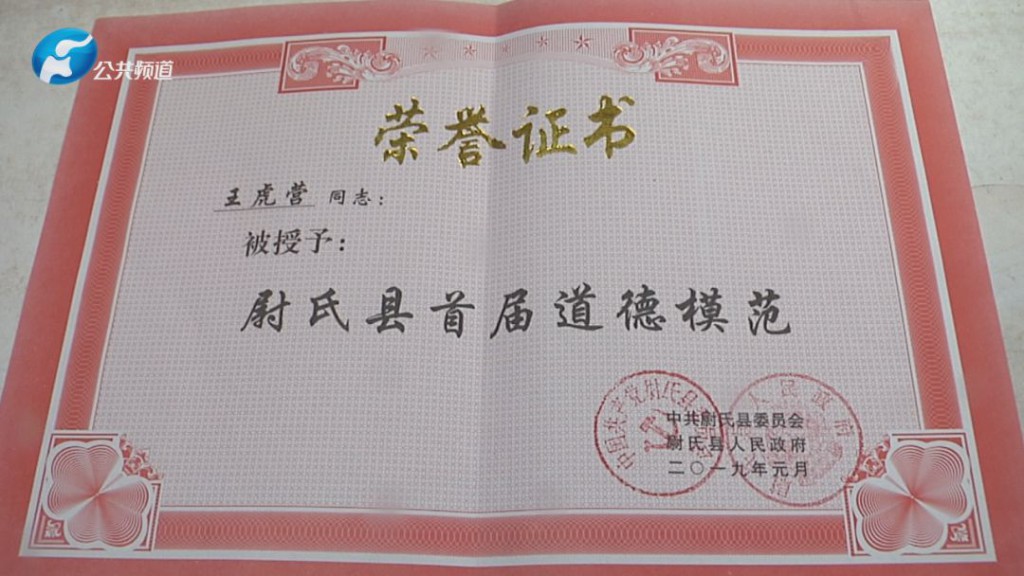 公共频道
荣誉证书
王虎营 同志：
被授予：
尉氏县首届道德模范
中共尉氏县委员会
尉氏县人民政府
二〇一九年元月